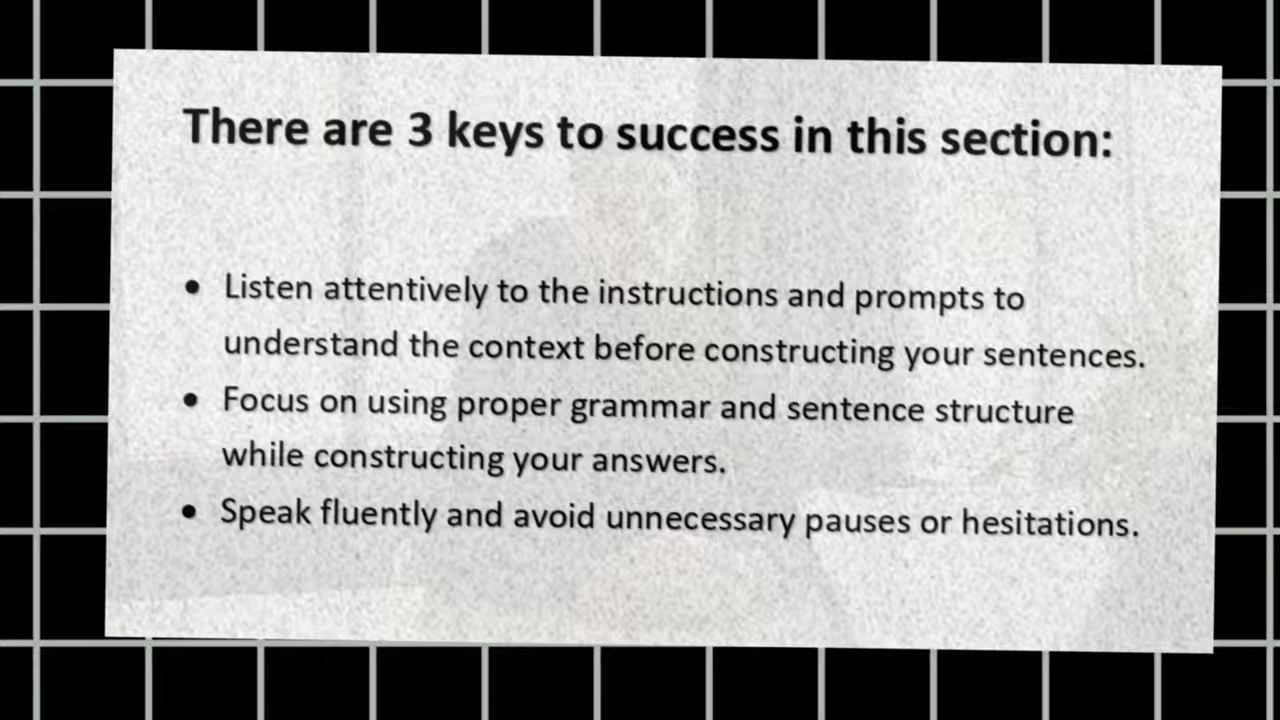 There are 3 keys to success in this section:
• Listen attentively to the instructions and prompts to
understand the context before constructing your sentences.
• Focus on using proper grammar and sentence structure
while constructing your answers.
• Speak fluently and avoid unnecessary pauses or hesitations.